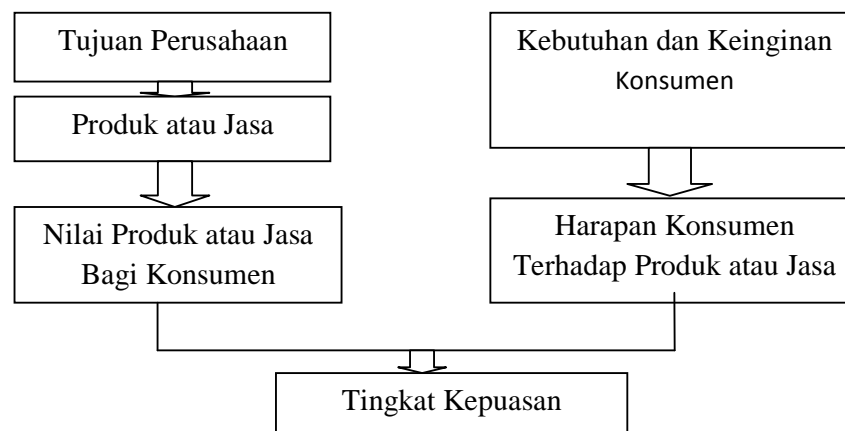 Tujuan Perusahaan
Produk atau Jasa
Nilai Produk atau Jasa
Bagi Konsumen
Kebutuhan dan Keinginan
Konsumen
Harapan Konsumen
Terhadap Produk atau Jasa
Tingkat Kepuasan